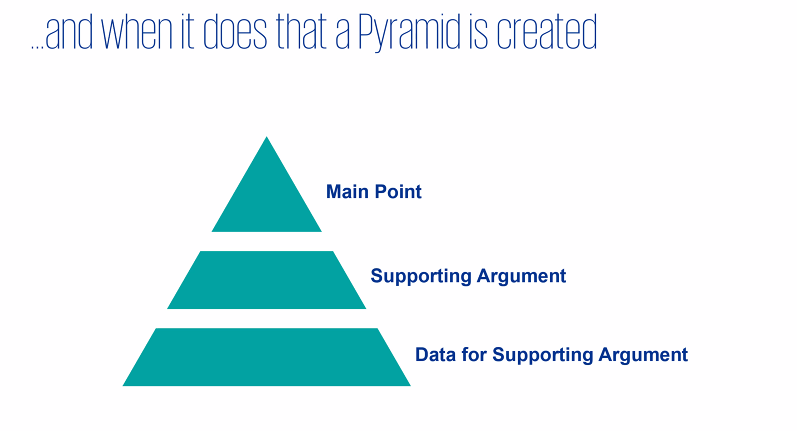 ...and when it does that a Pyramid is created
Main Point
Supporting Argument
Data for Supporting Argument